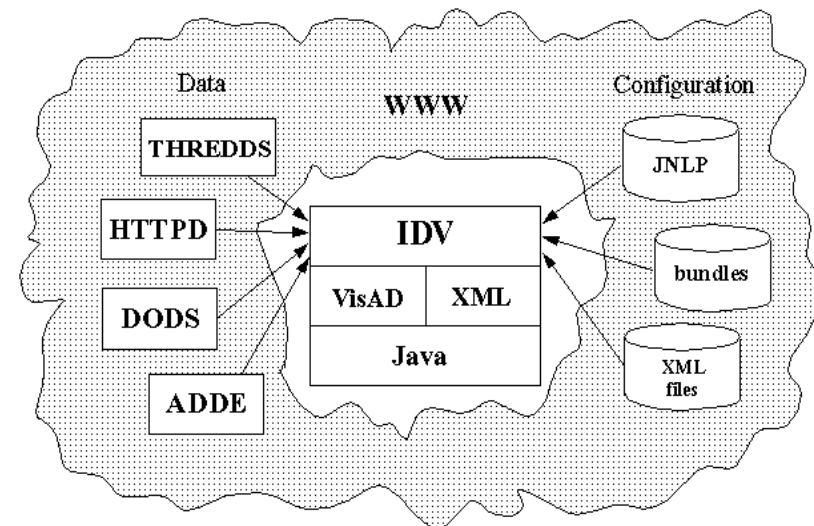 Data
WWW
Configuration
THREDDS
HTTPD
DODS
ADDE
IDV
VisAD
XML
Java
JNLP
bundles
XML
files